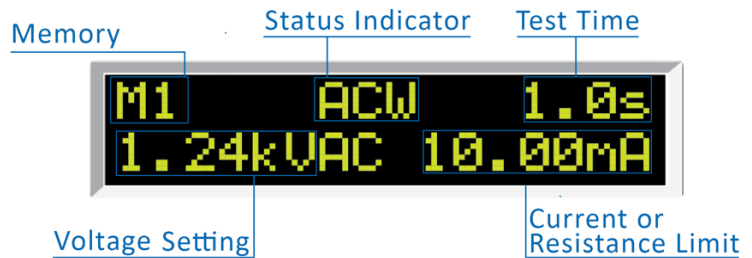 Memory
Status Indicator
Test Time
M1 ACW 1.0s
1.24kVAC 10.00mA
Voltage Setting
Current or
Resistance Limit